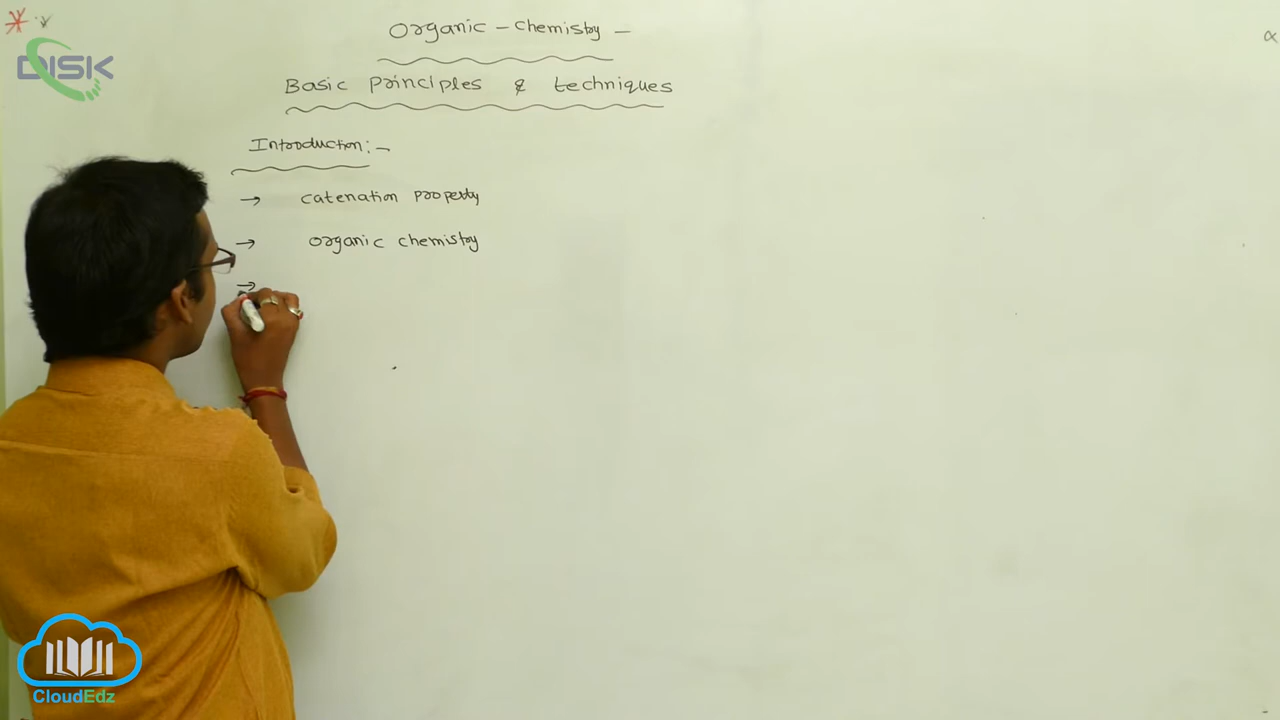 Organic - Chemistry -
DISK
Basic Principles & techniques
Introduction:-
→ catenation property
→ organic chemistry
→
CloudEdz